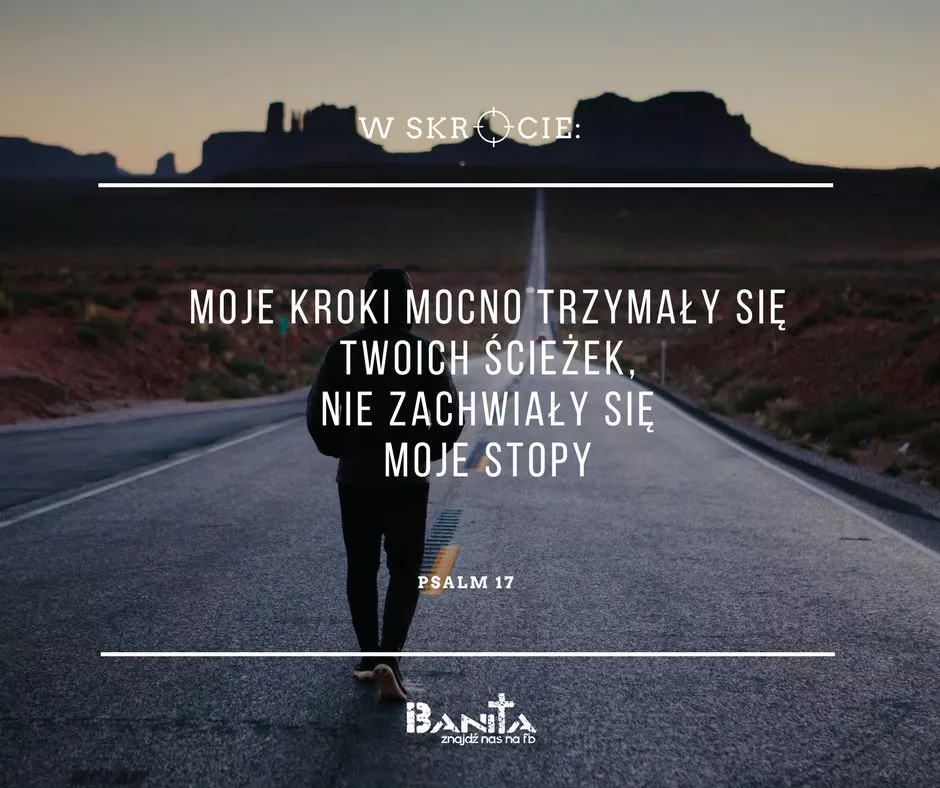 W SKRÓCIE:
MOJE KROKI MOCNO TRZYMAŁY SIĘ
TWOICH ŚCIEŻEK,
NIE ZACHWIAŁY SIĘ
MOJE STOPY
PSALM 17
BANITA
znajdź nas na fb